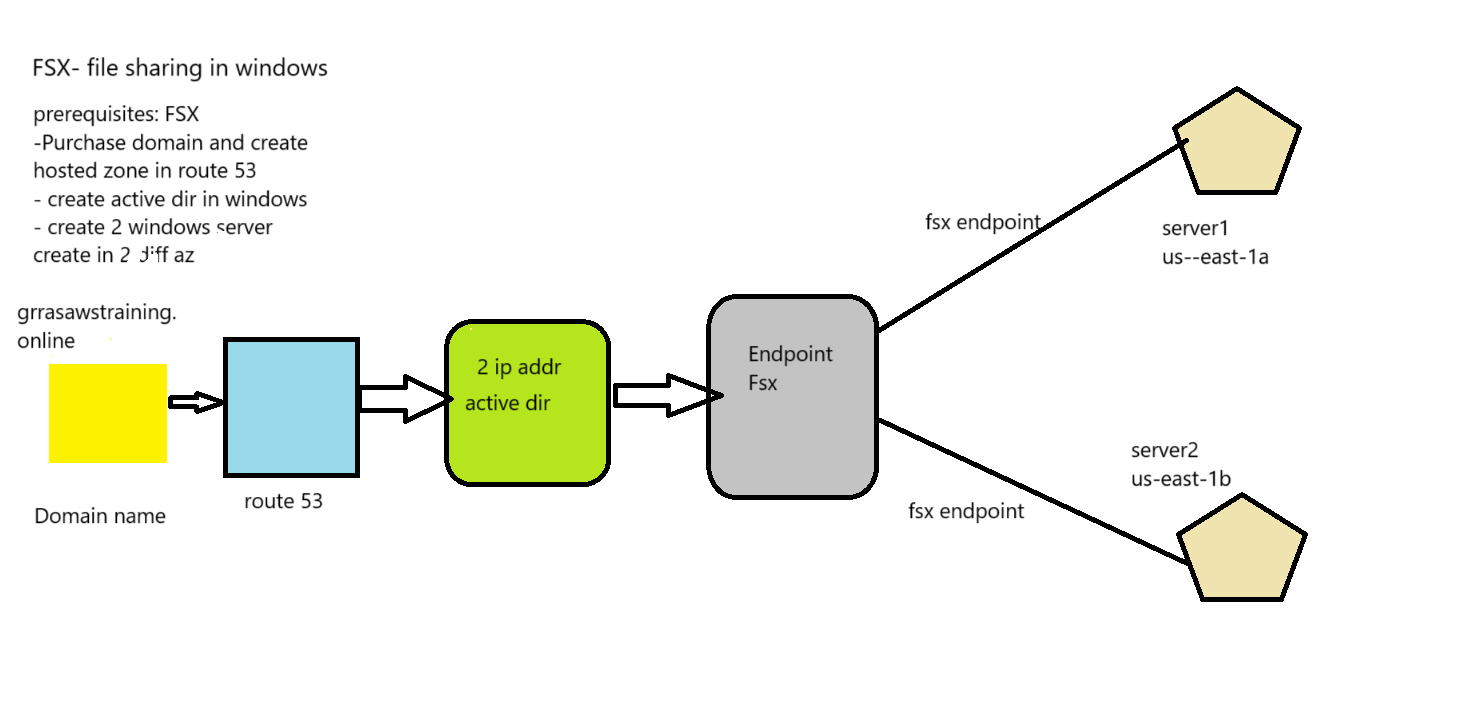 FSX- file sharing in windows
prerequisites: FSX
-Purchase domain and create
hosted zone in route 53
- create active dir in windows
- create 2 windows server
create in 2 diff az
grrasawstraining.
online
Domain name
route 53
2 ip addr
active dir
Endpoint
Fsx
fsx endpoint
server1
us--east-1a
fsx endpoint
server2
us-east-1b